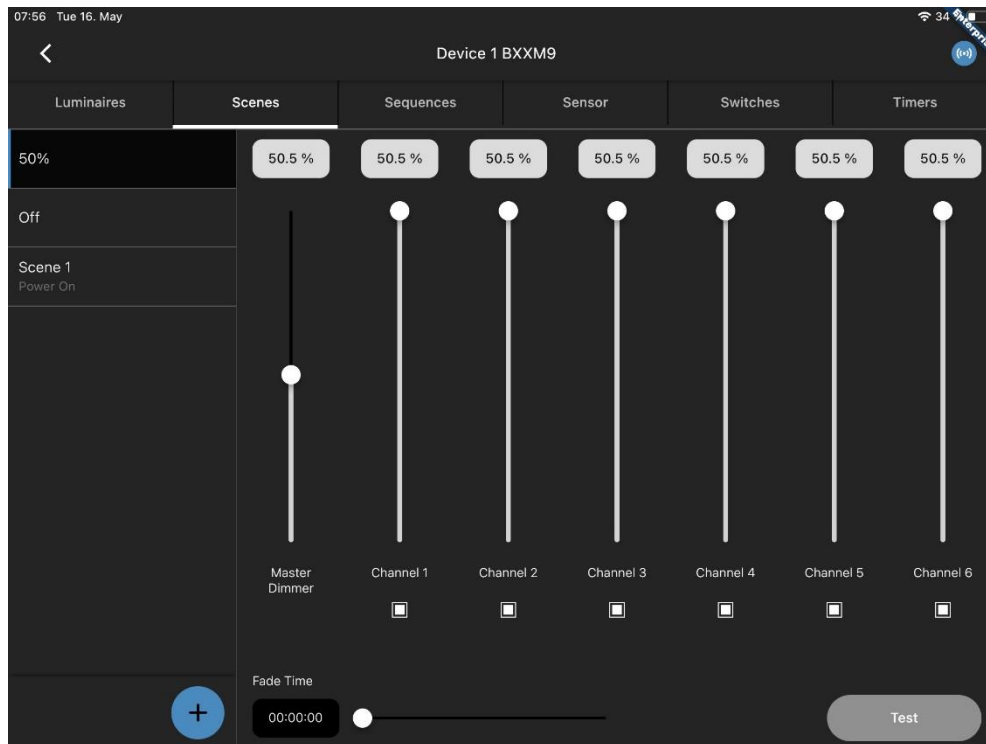 07:56 Tue 16. May
34
Device 1 BXXM9
Luminaires Scenes Sequences Sensor Switches Timers
50%
50.5 % 50.5 % 50.5 % 50.5 % 50.5 % 50.5 % 50.5 %
Off
Scene 1
Power On
Master Channel 1 Channel 2 Channel 3 Channel 4 Channel 5 Channel 6
Dimmer
Fade Time
00:00:00
Test